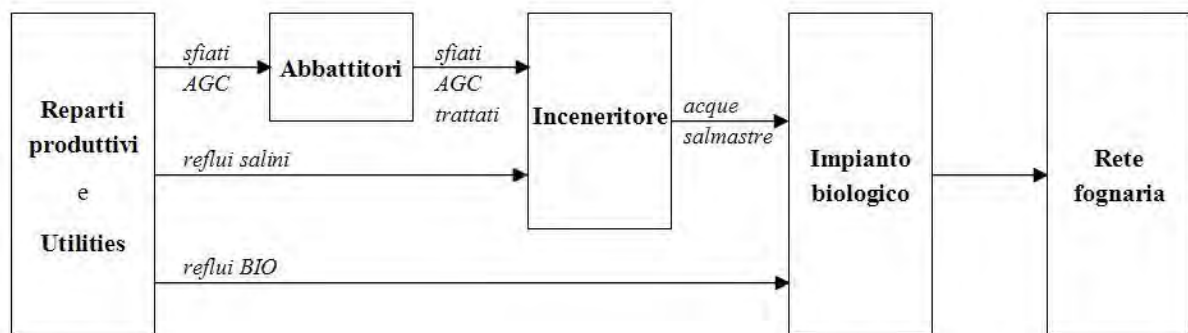 Reparti
produttivi
e
Utilities
sfiati
AGC
Abbattitori
sfiati
AGC
trattati
reflui salini
reflui BIO
Inceneritore
acque
salmastre
Impianto
biologico
Rete
fognaria